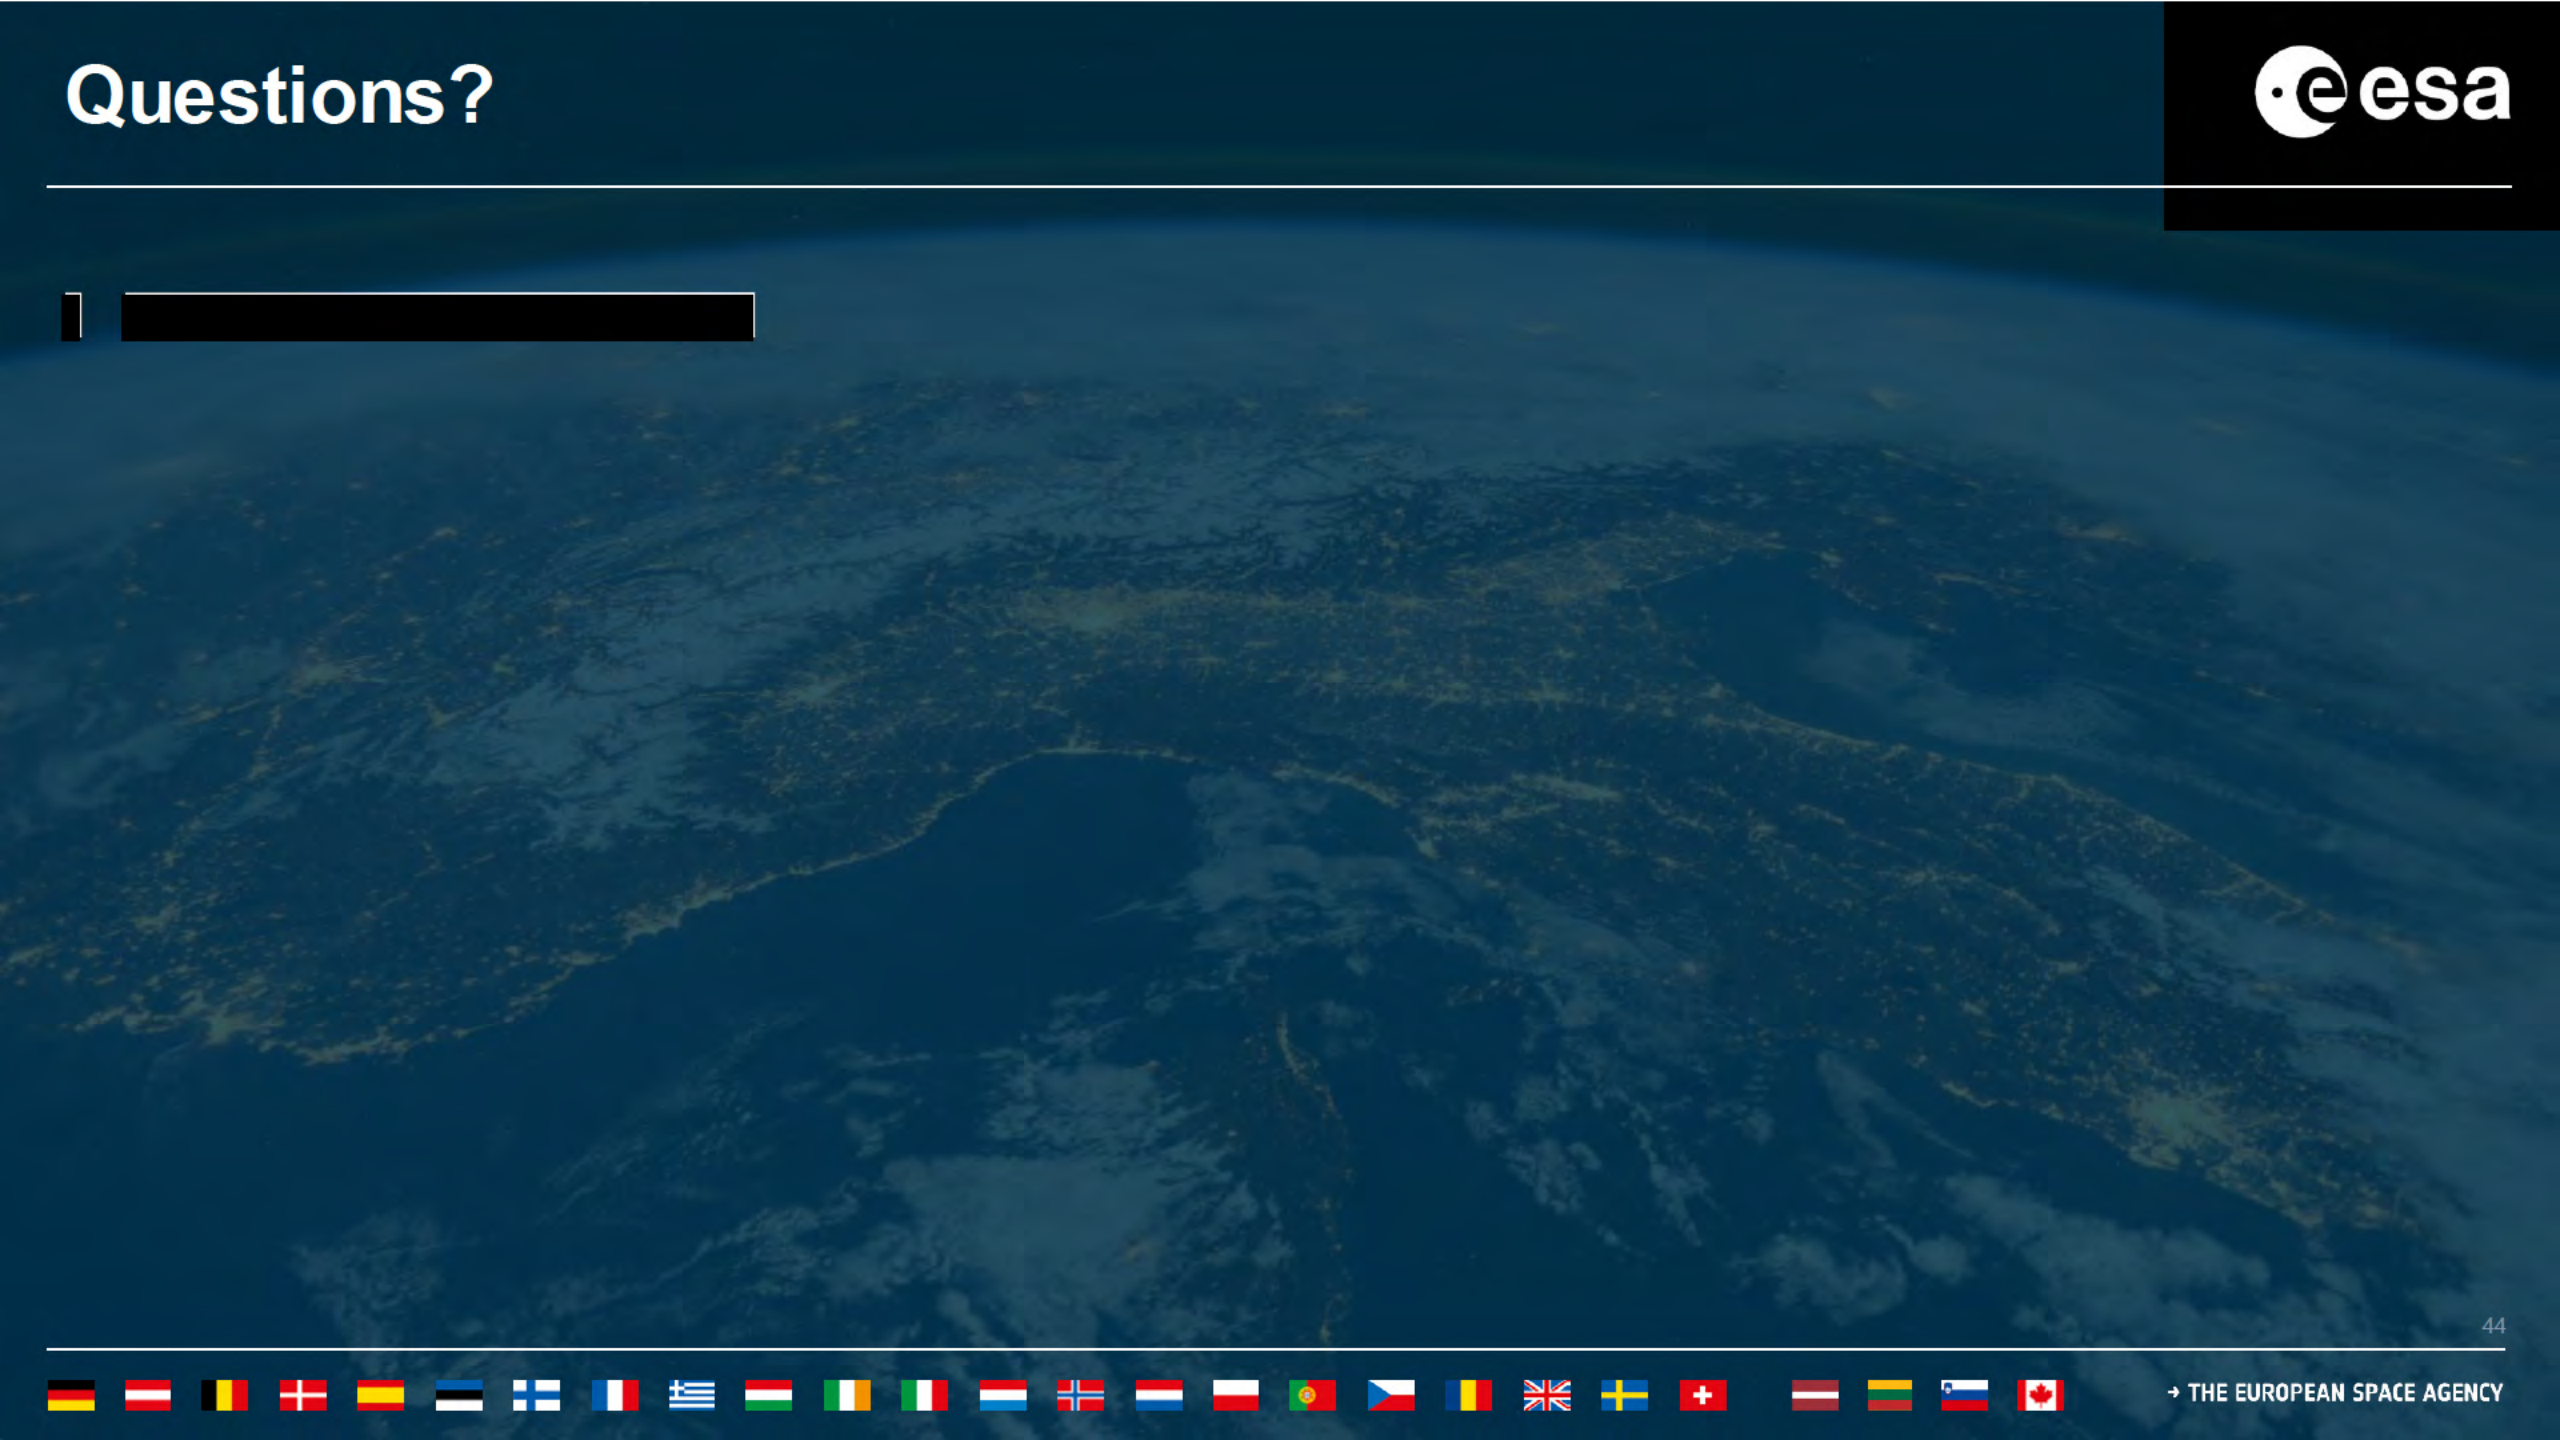 Questions?
esa
44
→ THE EUROPEAN SPACE AGENCY